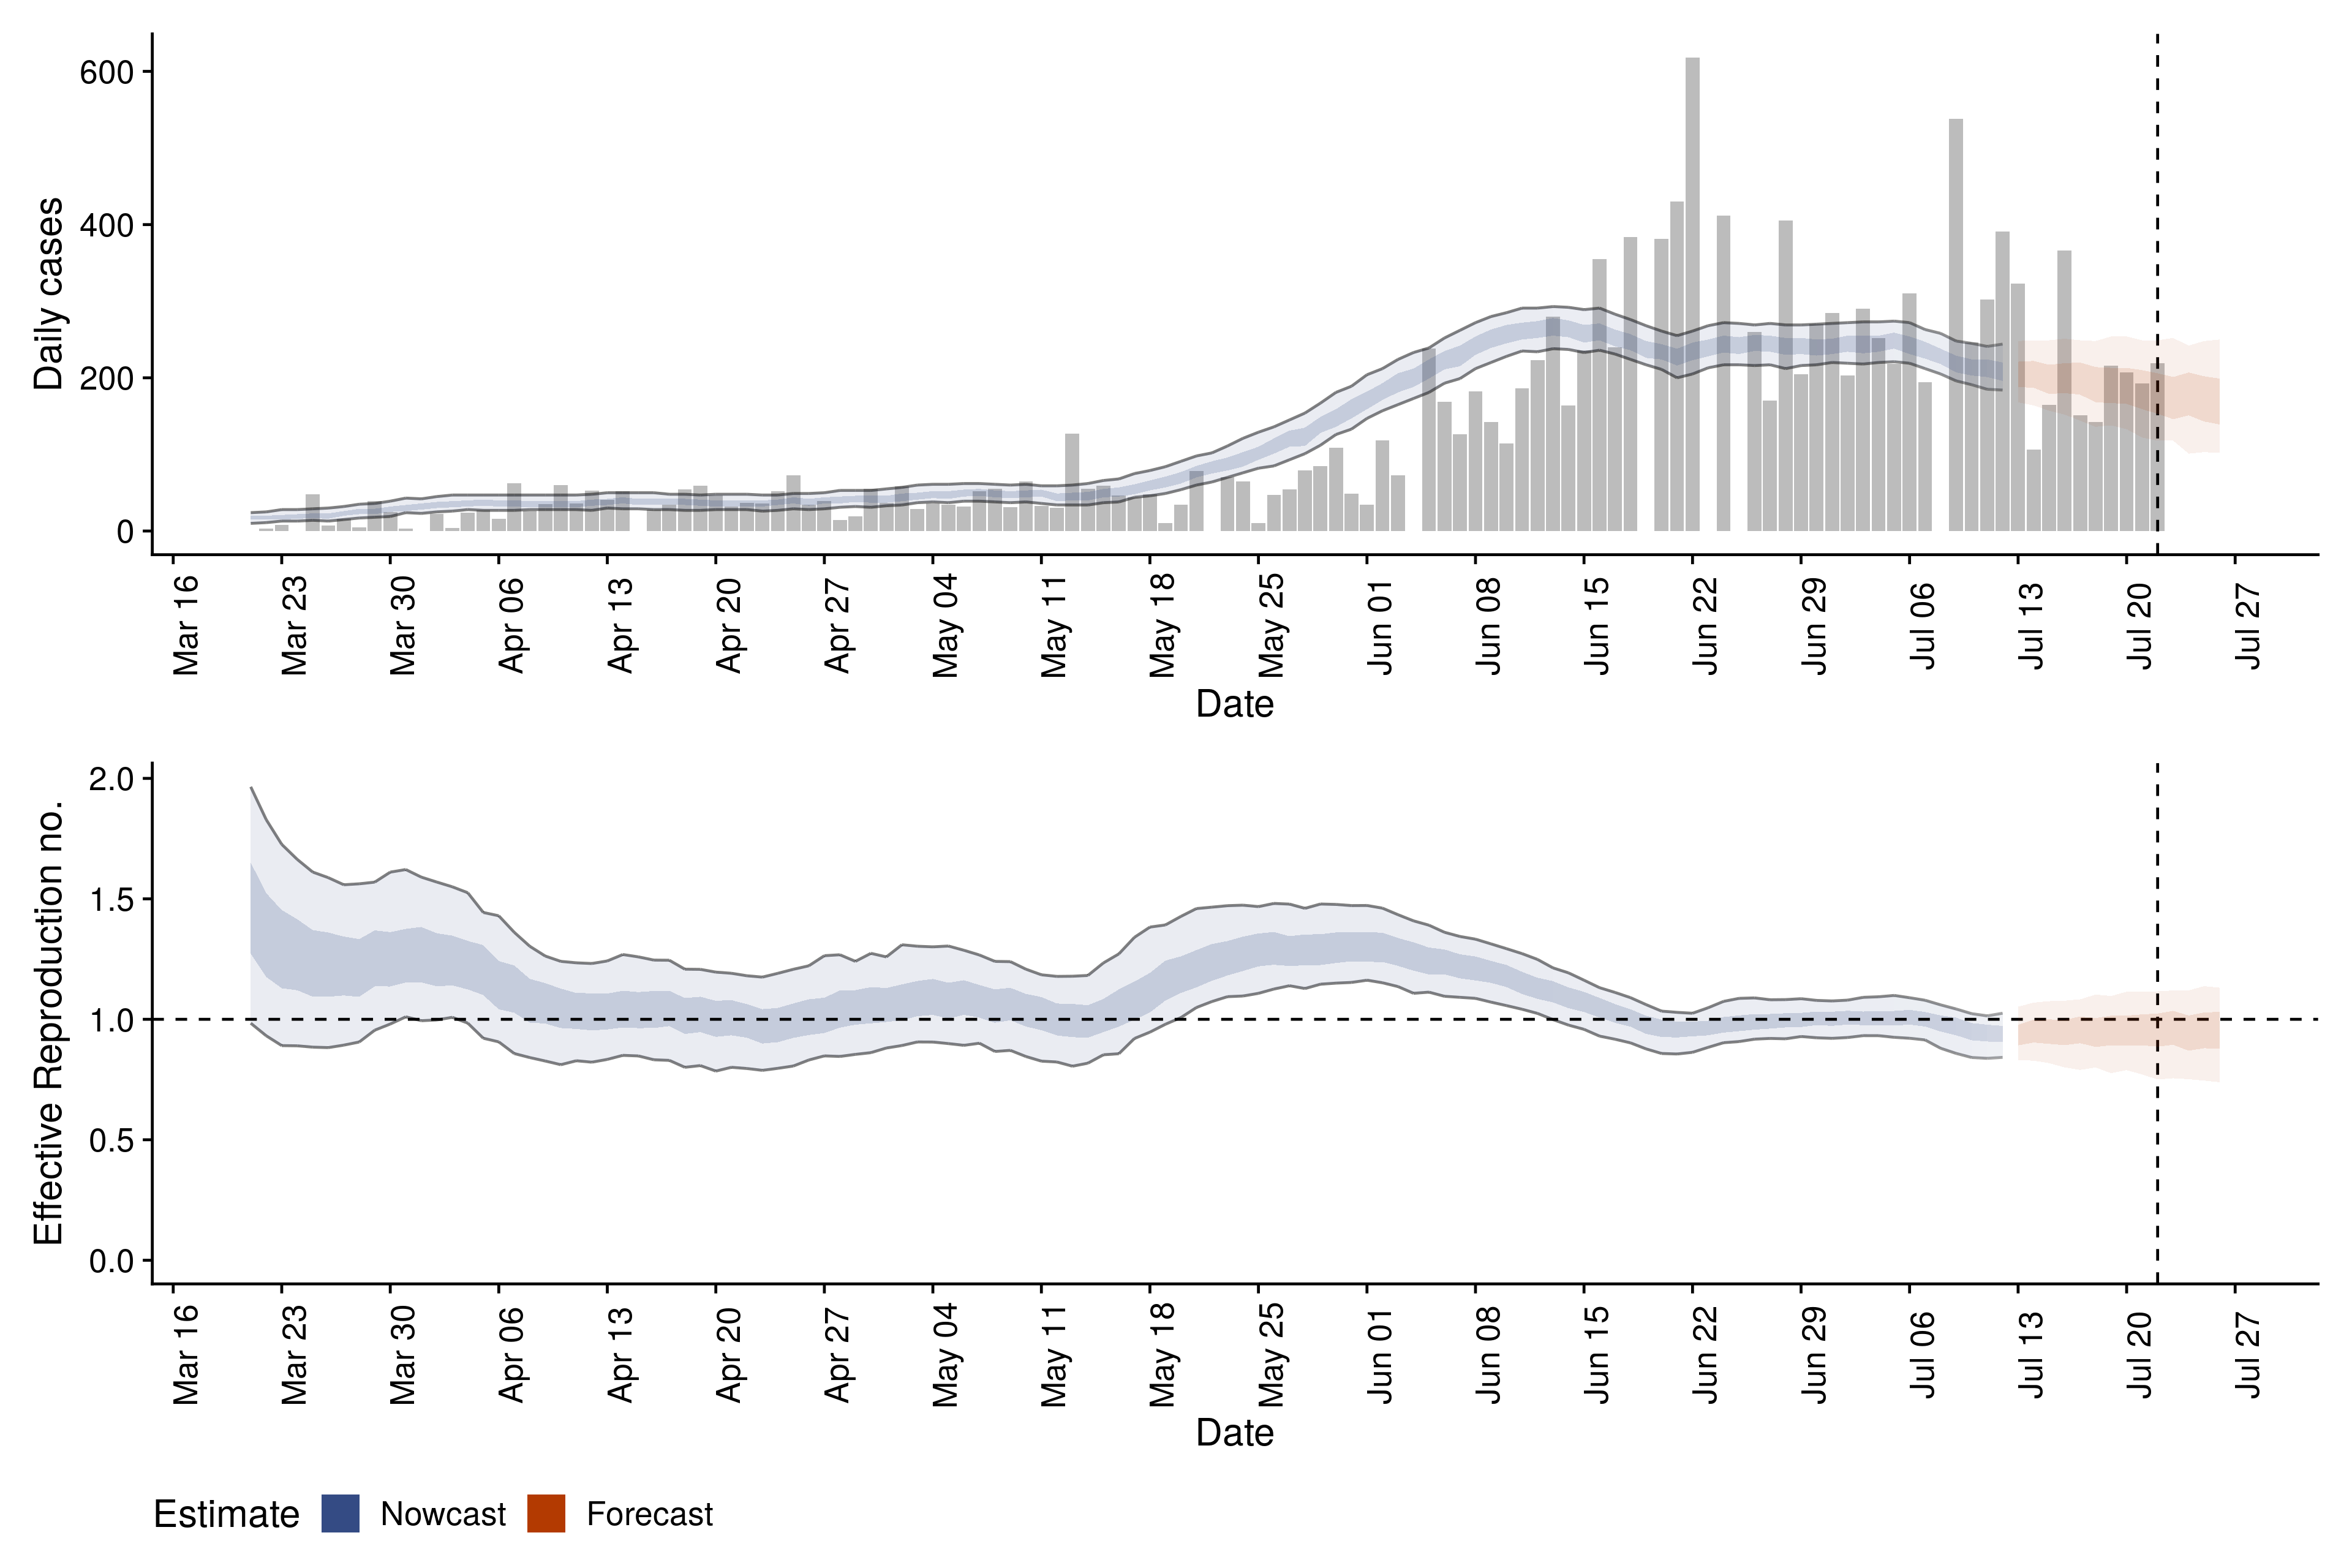 600
400
200
0
Daily cases
Mar 16 Mar 23 Mar 30 Apr 06 Apr 13 Apr 20 Apr 27 May 04 May 11 May 18 May 25 Jun 01 Jun 08 Jun 15 Jun 22 Jun 29 Jul 06 Jul 13 Jul 20 Jul 27
Date
2.0
1.5
1.0
0.5
0.0
Effective Reproduction no.
Mar 16 Mar 23 Mar 30 Apr 06 Apr 13 Apr 20 Apr 27 May 04 May 11 May 18 May 25 Jun 01 Jun 08 Jun 15 Jun 22 Jun 29 Jul 06 Jul 13 Jul 20 Jul 27
Date
Estimate Nowcast Forecast